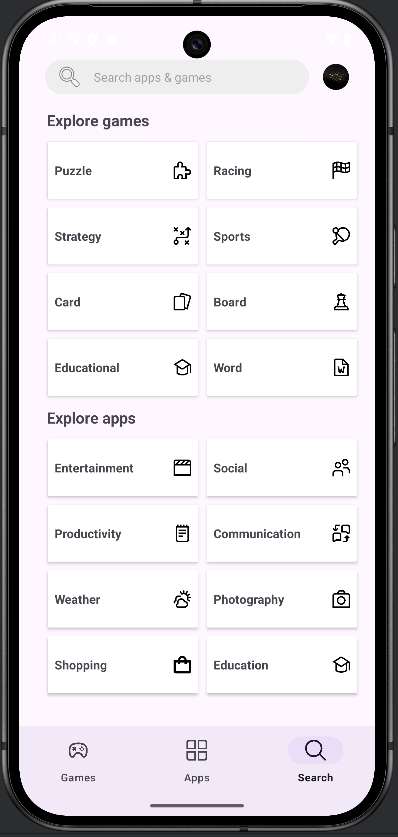 Search apps & games
Explore games
Puzzle
Racing
Strategy
Sports
Card
Board
Educational
Word
W
Explore apps
Entertainment
Social
Productivity
Communication
Weather
Photography
Shopping
Education
Games
Apps
Search